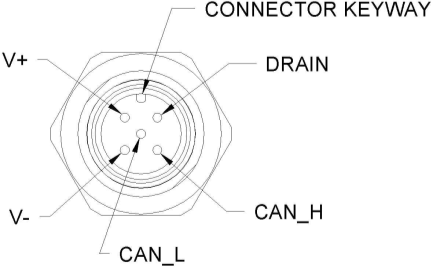 CONNECTOR KEYWAY
V+
DRAIN
V-
CAN_H
CAN_L